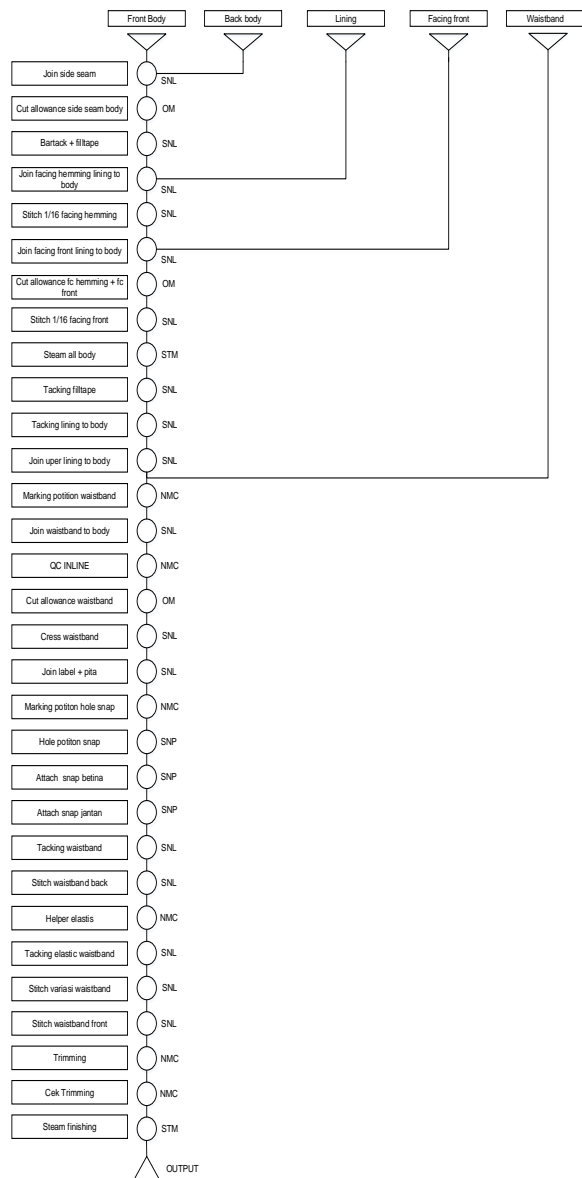 Front Body
Back body
Lining
Facing front
Waistband
Join side seam
SNL
Cut allowance side seam body
OM
Bartack + filltape
SNL
Join facing hemming lining to
body
SNL
Stitch 1/16 facing hemming
SNL
Join facing front lining to body
SNL
Cut allowance fc hemming + fc
front
OM
Stitch 1/16 facing front
SNL
Steam all body
STM
Tacking filltape
SNL
Tacking lining to body
SNL
Join uper lining to body
SNL
Marking potition waistband
NMC
Join waistband to body
SNL
QC INLINE
NMC
Cut allowance waistband
OM
Cress waistband
SNL
Join label + pita
SNL
Marking potiton hole snap
NMC
Hole potiton snap
SNP
Attach snap betina
SNP
Attach snap jantan
SNP
Tacking waistband
SNL
Stitch waistband back
SNL
Helper elastis
NMC
Tacking elastic waistband
SNL
Stitch variasi waistband
SNL
Stitch waistband front
SNL
Trimming
NMC
Cek Trimming
NMC
Steam finishing
STM
OUTPUT